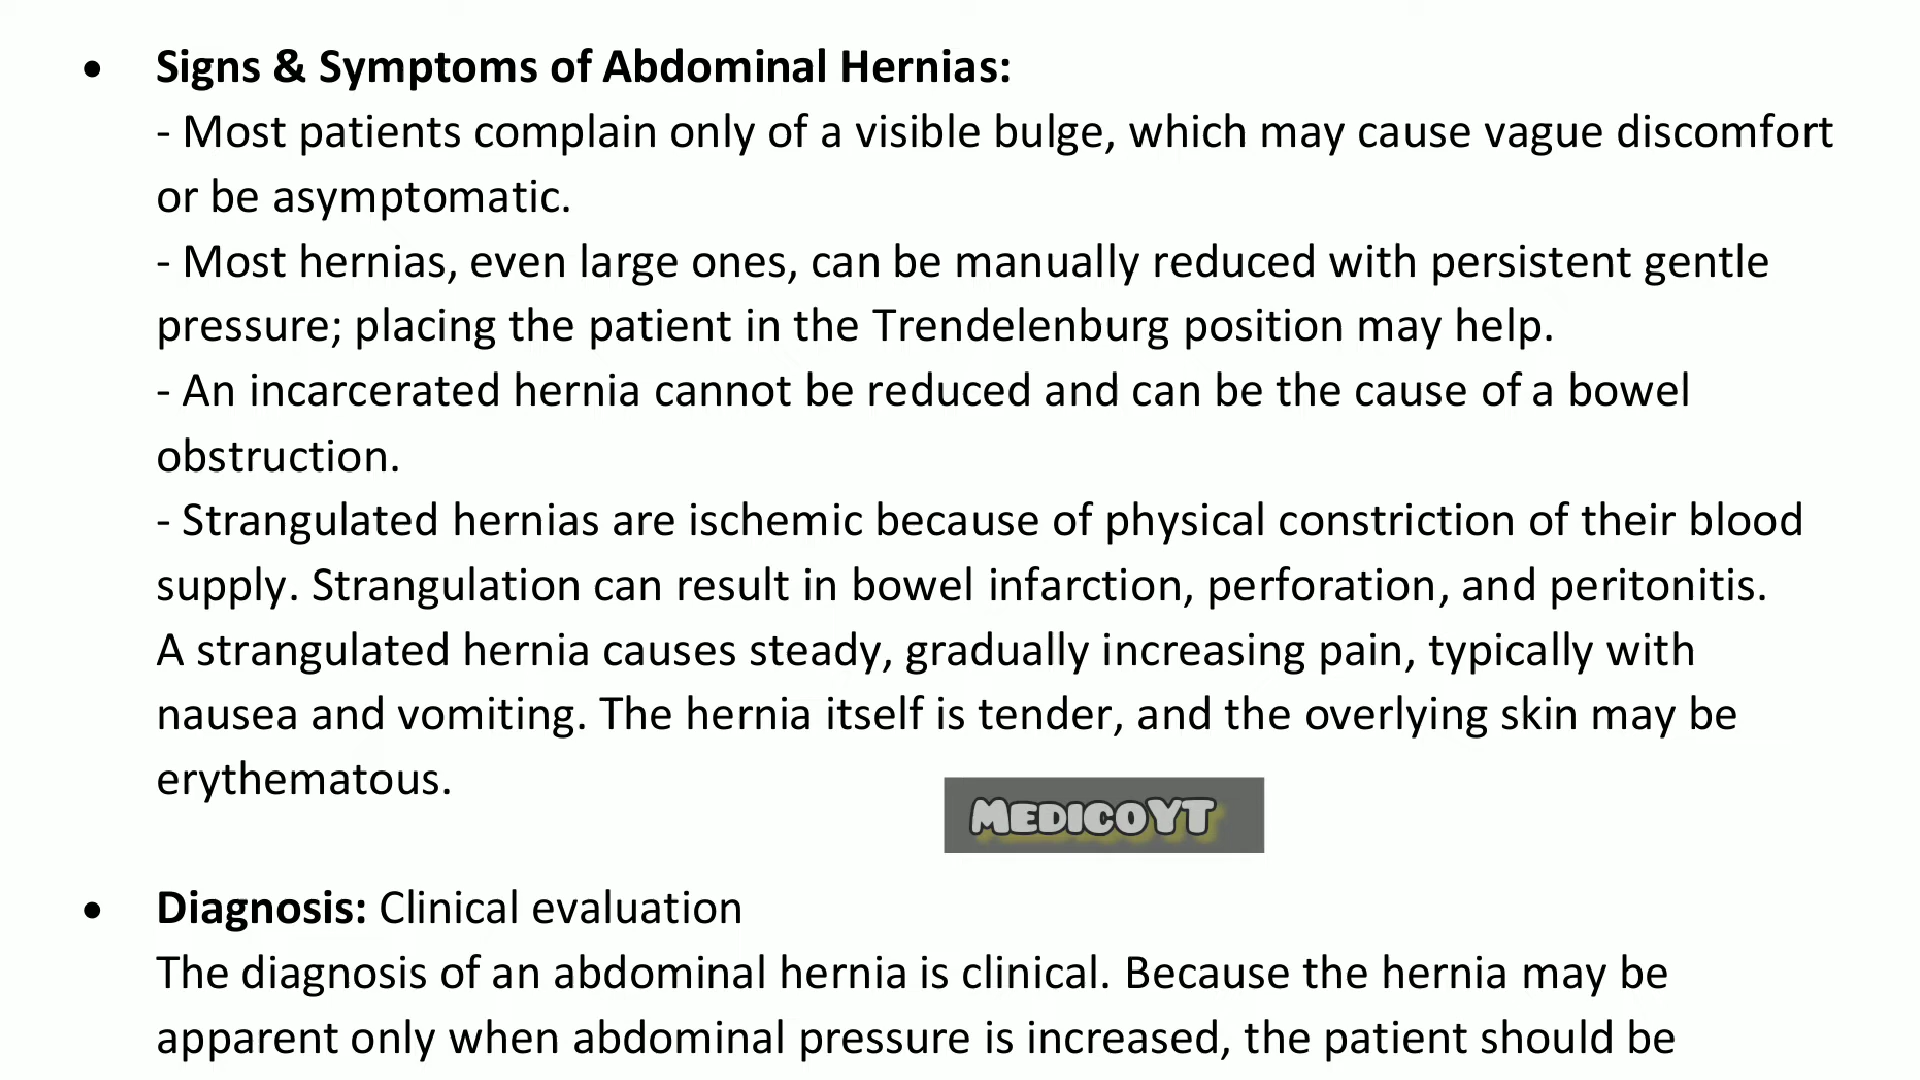 • Signs & Symptoms of Abdominal Hernias:
- Most patients complain only of a visible bulge, which may cause vague discomfort
or be asymptomatic.
- Most hernias, even large ones, can be manually reduced with persistent gentle
pressure; placing the patient in the Trendelenburg position may help.
- An incarcerated hernia cannot be reduced and can be the cause of a bowel
obstruction.
- Strangulated hernias are ischemic because of physical constriction of their blood
supply. Strangulation can result in bowel infarction, perforation, and peritonitis.
A strangulated hernia causes steady, gradually increasing pain, typically with
nausea and vomiting. The hernia itself is tender, and the overlying skin may be
erythematous.
MEDICOYT
• Diagnosis: Clinical evaluation
The diagnosis of an abdominal hernia is clinical. Because the hernia may be
apparent only when abdominal pressure is increased, the patient should be